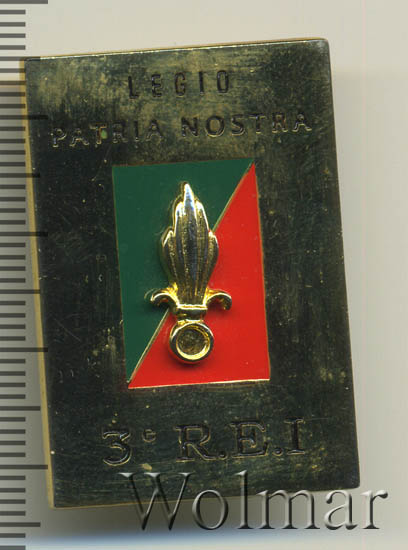 LEGIO
PATRIA NOSTRA
3e R.E.I
Wolmar